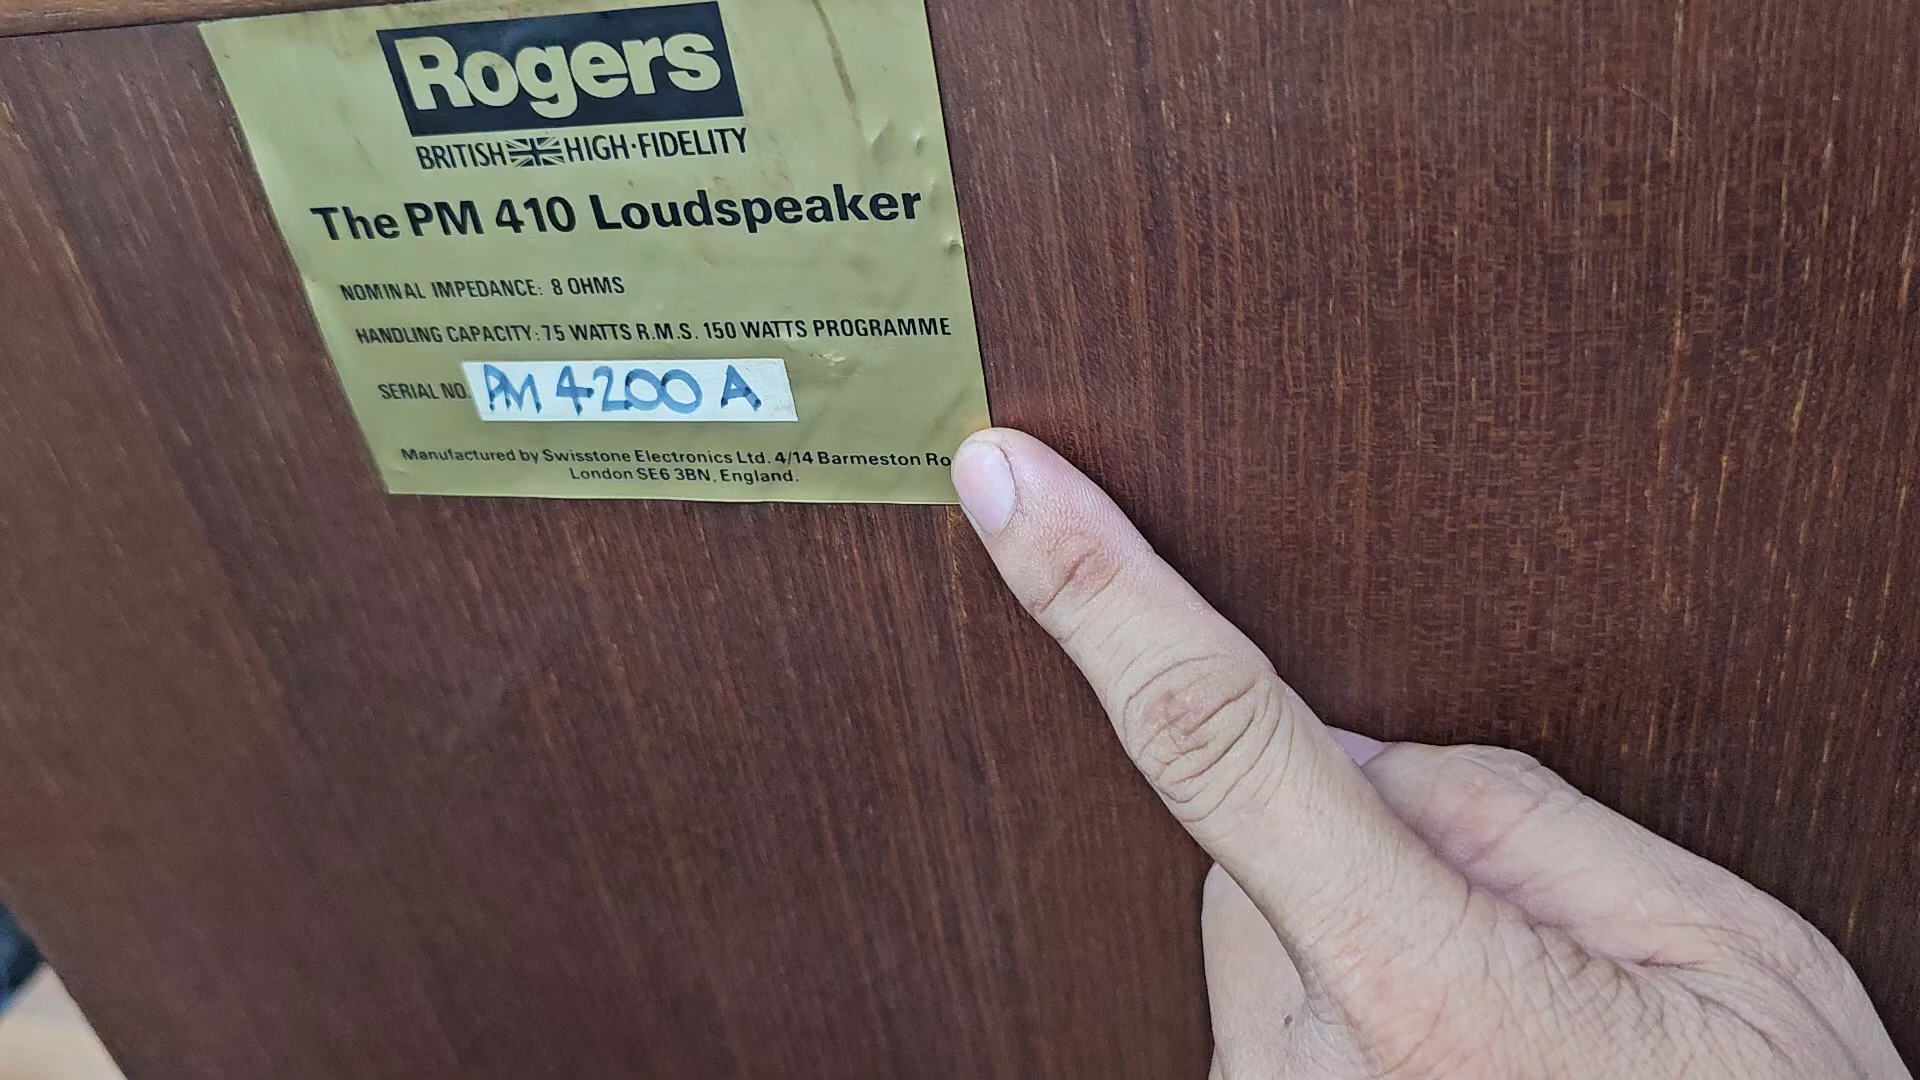 Rogers
BRITISH HIGH·FIDELITY
The PM 410 Loudspeaker
NOMINAL IMPEDANCE: 8 OHMS
HANDLING CAPACITY: 75 WATTS R.M.S. 150 WATTS PROGRAMME
SERIAL NO. PM 4200 A
Manufactured by Swisstone Electronics Ltd. 4/14 Barmeston
London SE6 3BN, England.